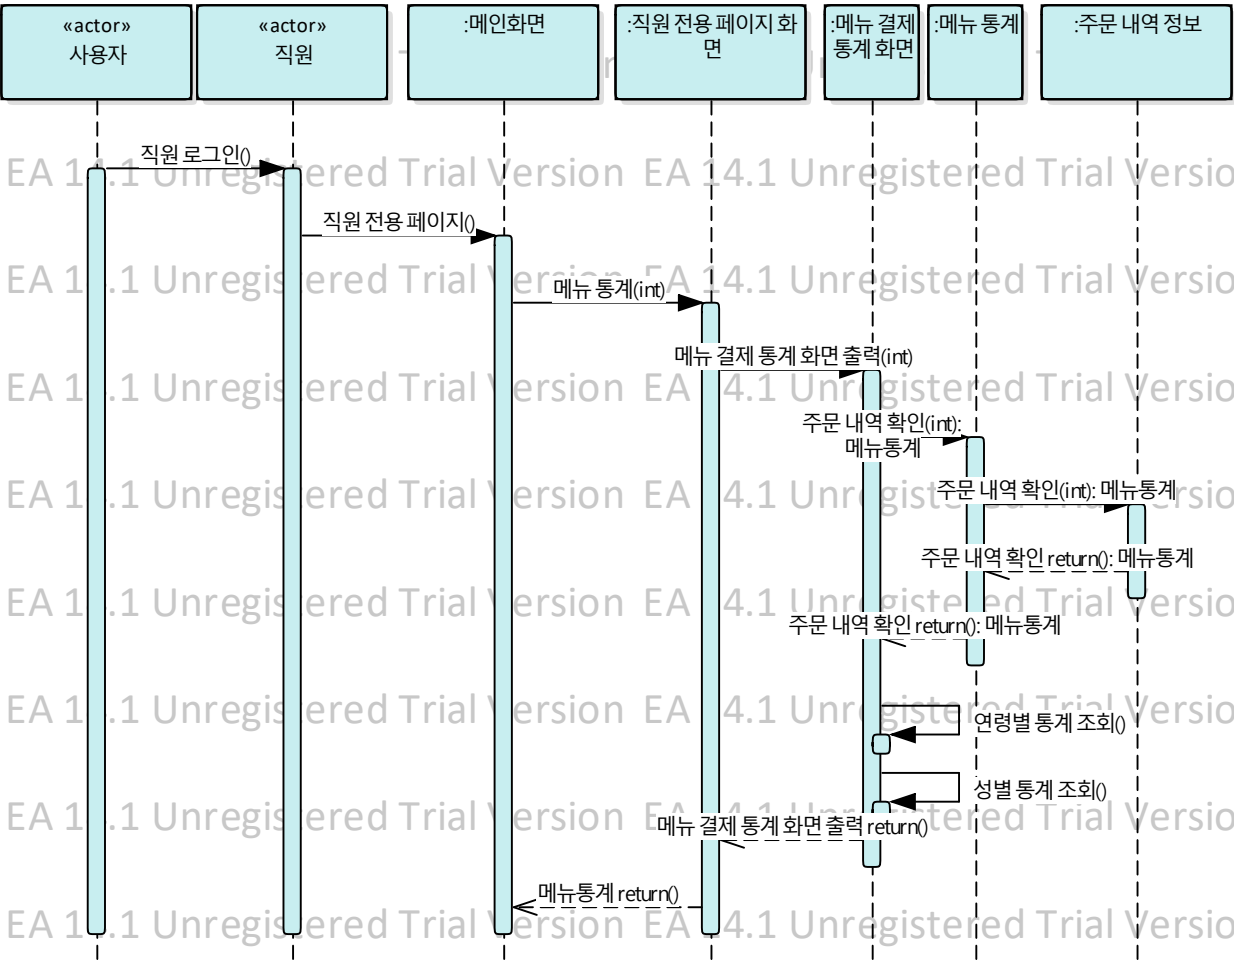 «actor»
사용자
«actor»
직원
:메인화면
:직원 전용 페이지 화
면
:메뉴 결제
통계 화면
:메뉴 통계
:주문 내역 정보
직원 로그인()
EA 14.1 Unregistered Trial Version EA 14.1 Unregistered Trial Versio
직원 전용 페이지()
EA 14.1 Unregistered Trial Version EA 14.1 Unregistered Trial Versio
메뉴 통계(int)
메뉴 결제 통계 화면 출력(int)
EA 14.1 Unregistered Trial Version EA 14.1 Unregistered Trial Versio
주문 내역 확인(int):
메뉴통계
주문 내역 확인(int): 메뉴통계
EA 14.1 Unregistered Trial Version EA 14.1 Unregistered Trial Versio
주문 내역 확인 return(): 메뉴통계
EA 14.1 Unregistered Trial Version EA 14.1 Unregistered Trial Versio
주문 내역 확인 return(): 메뉴통계
EA 14.1 Unregistered Trial Version EA 14.1 Unregistered Trial Versio
연령별 통계 조회()
성별 통계 조회()
EA 14.1 Unregistered Trial Version EA 14.1 Unregistered Trial Versio
메뉴 결제 통계 화면 출력 return()
메뉴통계 return()
EA 14.1 Unregistered Trial Version EA 14.1 Unregistered Trial Versio